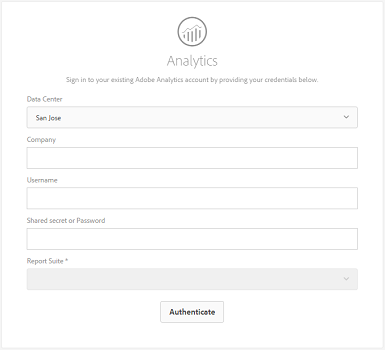 Analytics
Sign in to your existing Adobe Analytics account by providing your credentials below.
Data Center
San Jose
Company
Username
Shared secret or Password
Report Suite *
Authenticate